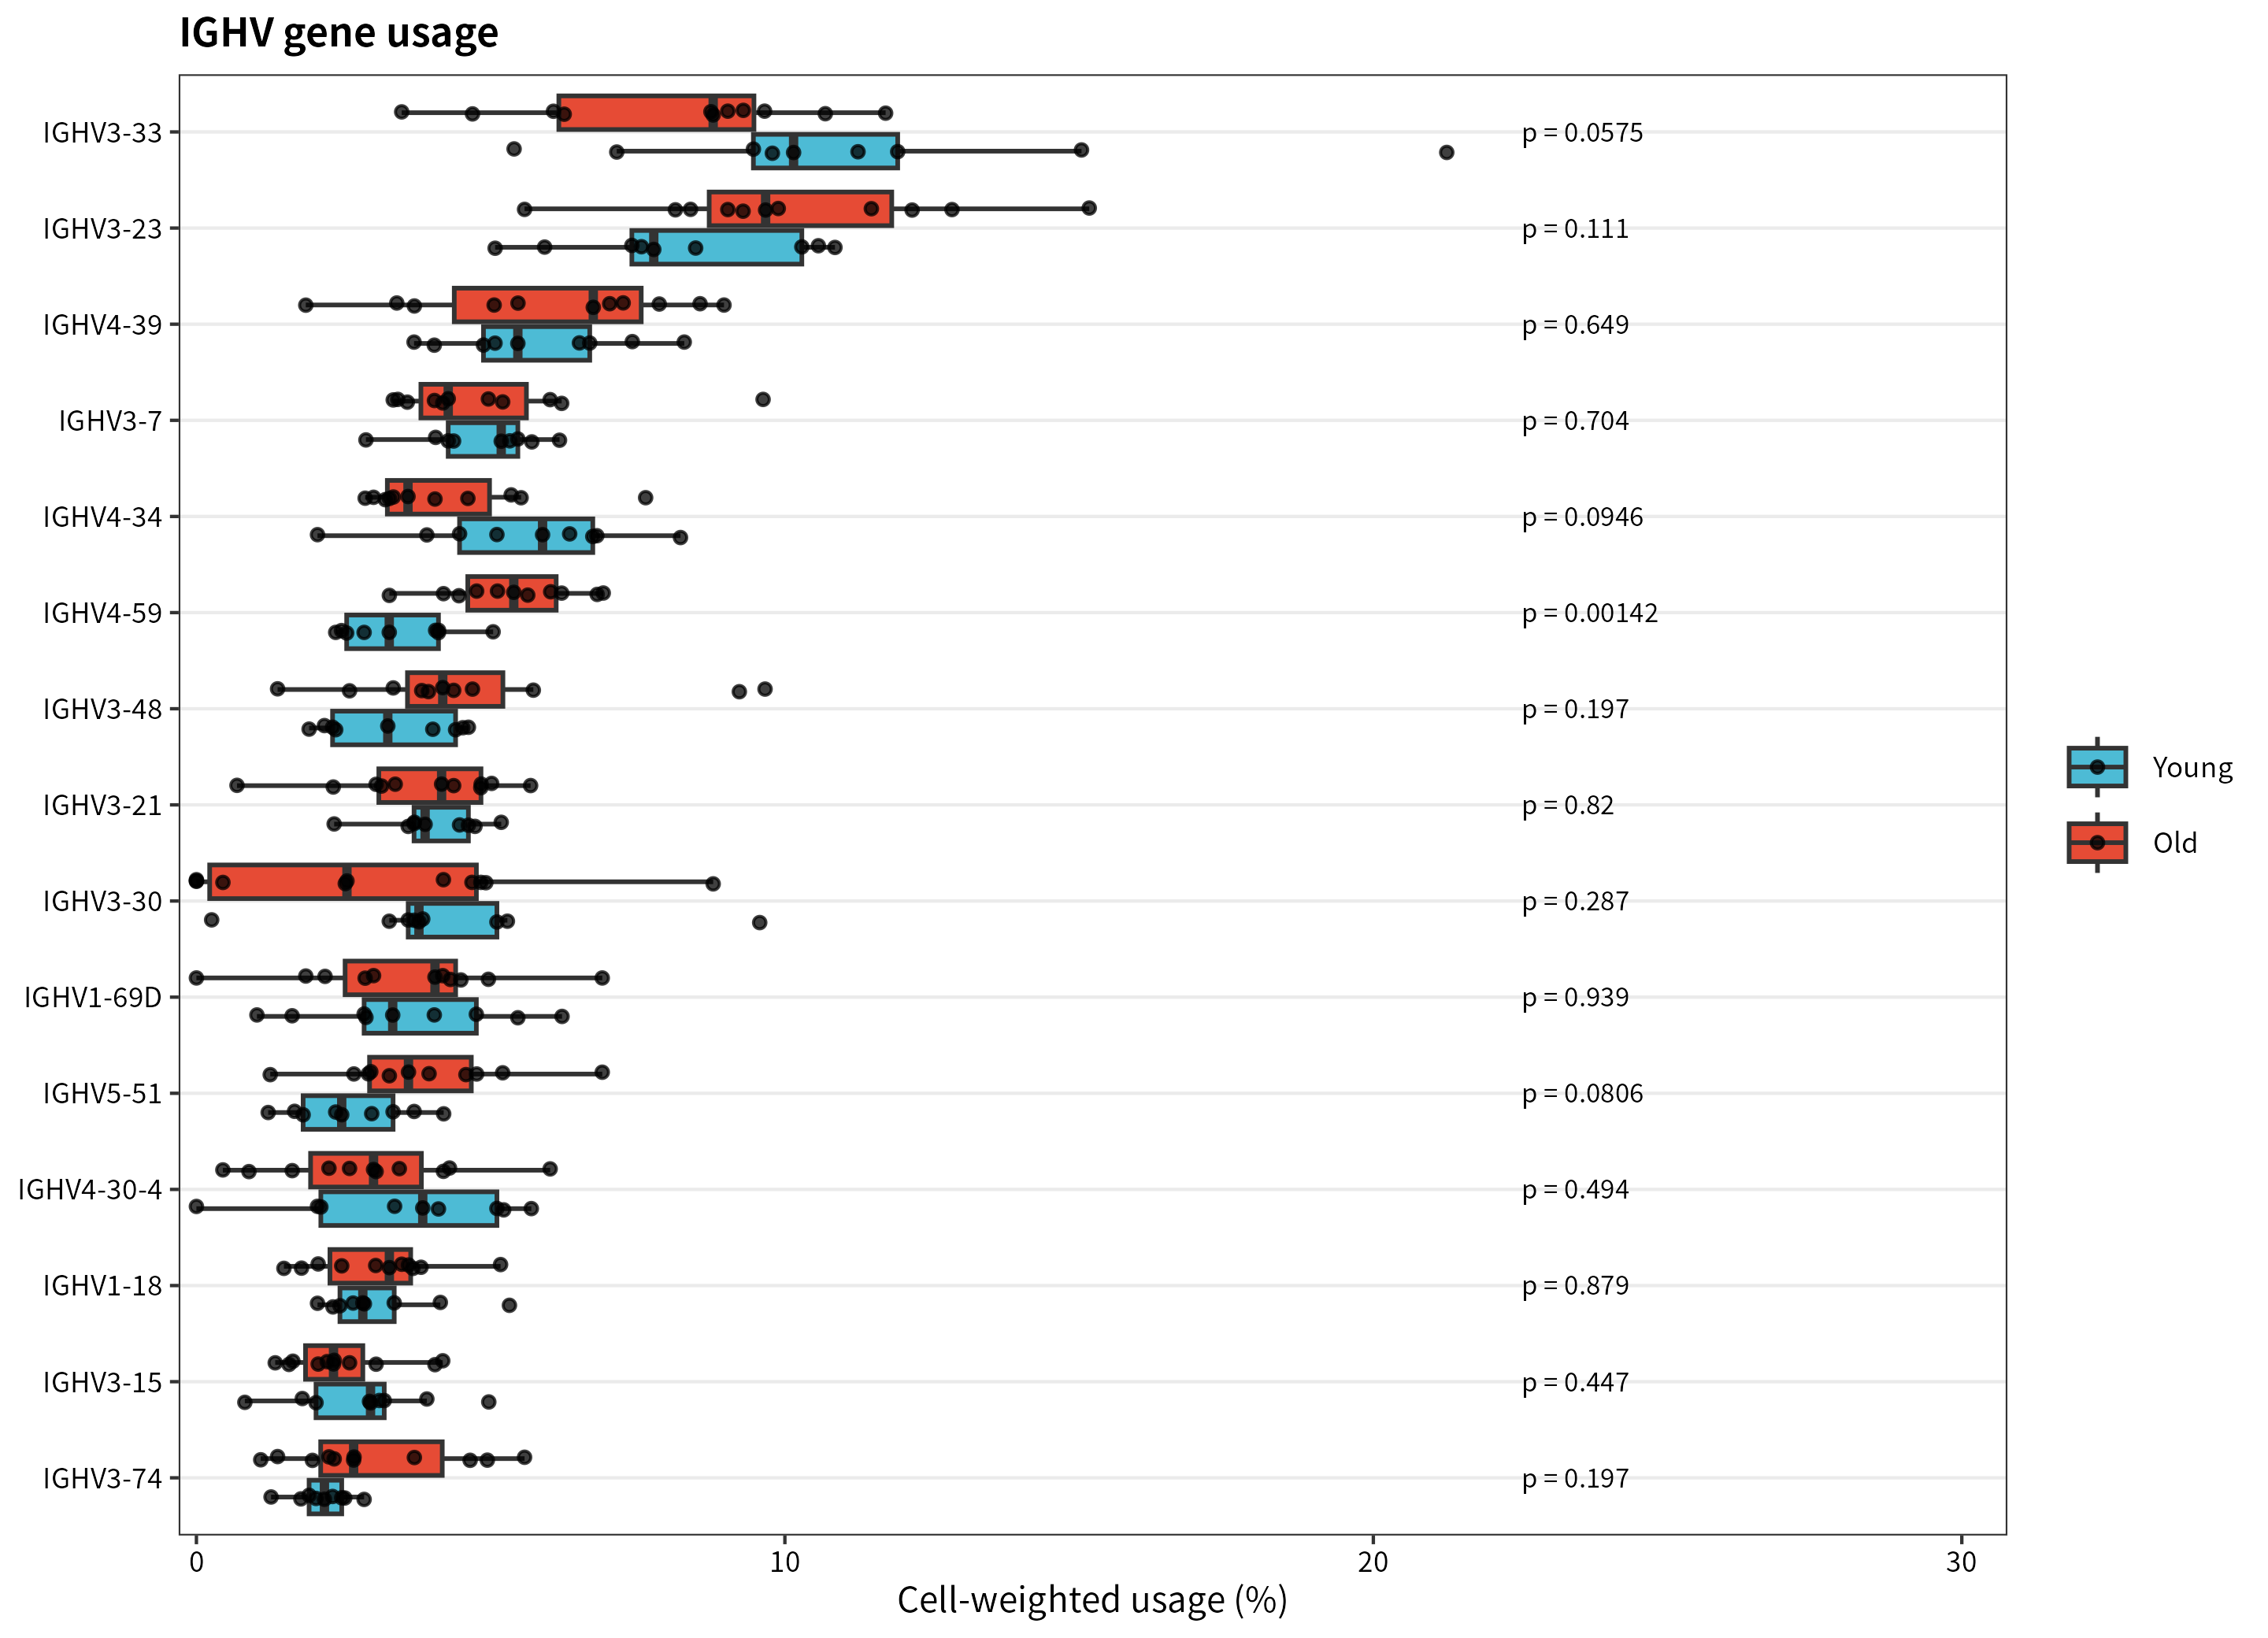 IGHV gene usage
IGHV3-33 p = 0.0575
IGHV3-23 p = 0.111
IGHV4-39 p = 0.649
IGHV3-7 p = 0.704
IGHV4-34 p = 0.0946
IGHV4-59 p = 0.00142
IGHV3-48 p = 0.197
IGHV3-21 p = 0.82
IGHV3-30 p = 0.287
IGHV1-69D p = 0.939
IGHV5-51 p = 0.0806
IGHV4-30-4 p = 0.494
IGHV1-18 p = 0.879
IGHV3-15 p = 0.447
IGHV3-74 p = 0.197
0 10 20 30
Cell-weighted usage (%)
Young
Old